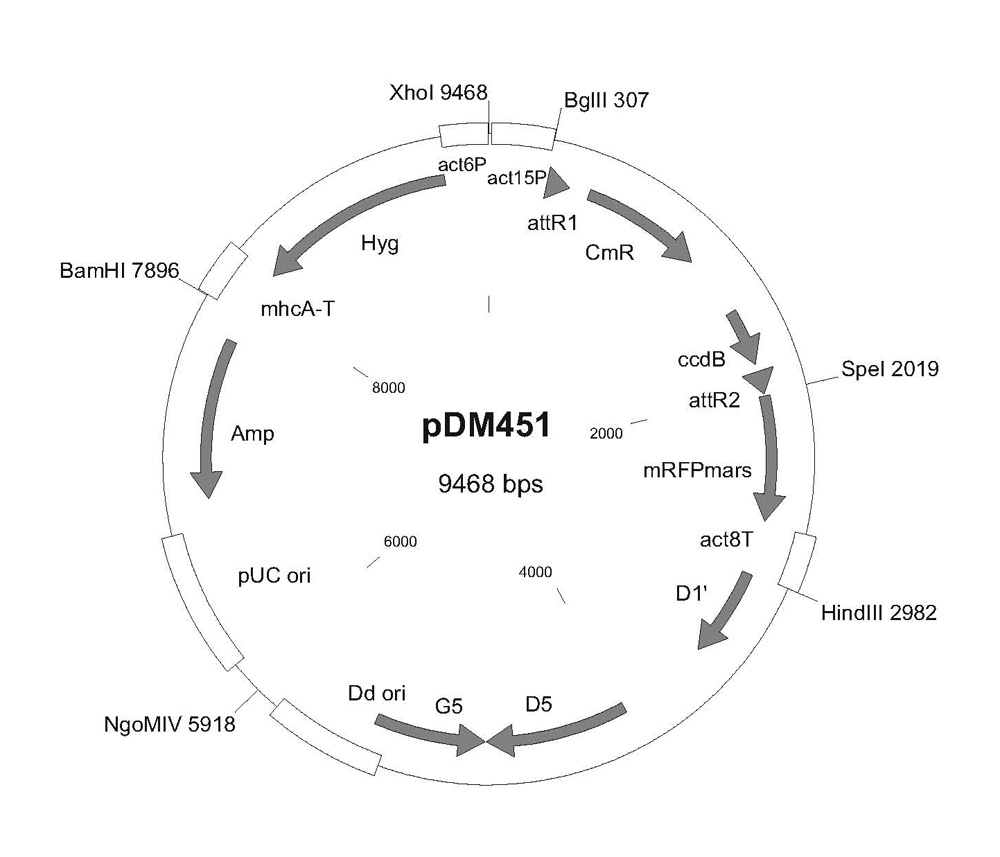 XhoI 9468
BglII 307
act6P
act15P
attR1
Hyg
CmR
BamHI 7896
mhcA-T
ccdB
SpeI 2019
8000
attR2
pDM451
2000
Amp
mRFPmars
9468 bps
act8T
6000
4000
pUC ori
D1'
HindIII 2982
Dd ori
G5
D5
NgoMIV 5918